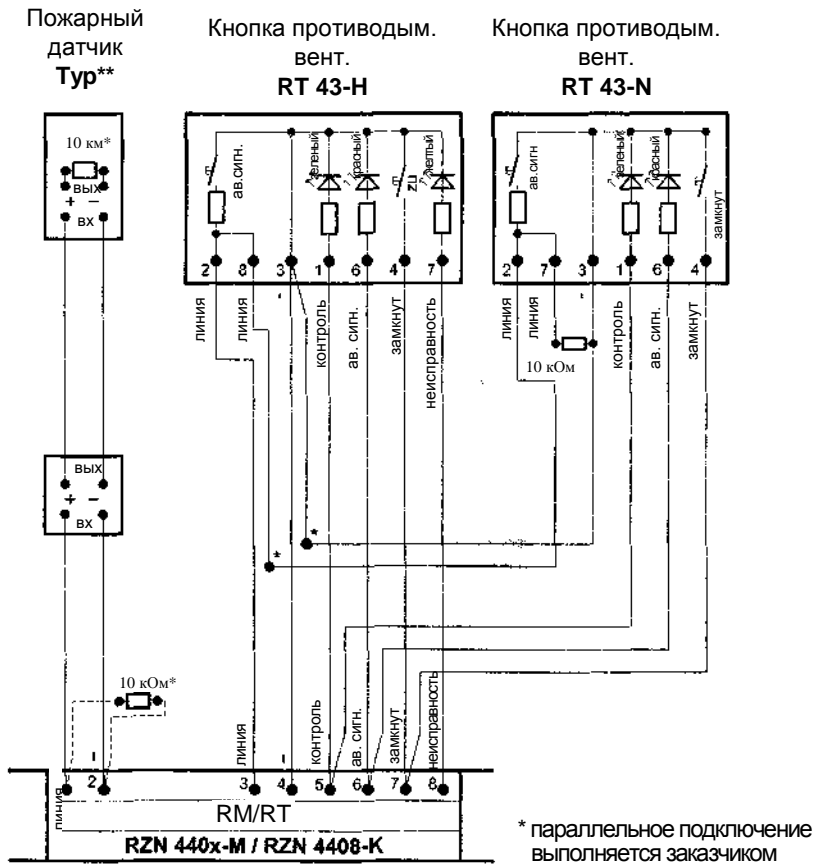 Пожарный
датчик
Typ**
Кнопка противодым.
вент.
RT 43-H
Кнопка противодым.
вент.
RT 43-N
10 км*
вых
+ −
вх
ав.сигн.
зеленый
красный
zu
желтый
2 8 3 1 6 4 7
ав.сигн
зеленый
красный
замкнут
2 7 3 1 6 4
линия
линия
контроль
ав. сигн.
замкнут
неисправность
линия
линия
10 кОм
контроль
ав. сигн.
замкнут
вых
+ −
вх
*
*
10 кОм*
линия
контроль
ав. сигн.
замкнут
неисправность
линия
2 3 4 5 6 7 8
RM/RT
RZN 440x-M / RZN 4408-K
* параллельное подключение
выполняется заказчиком